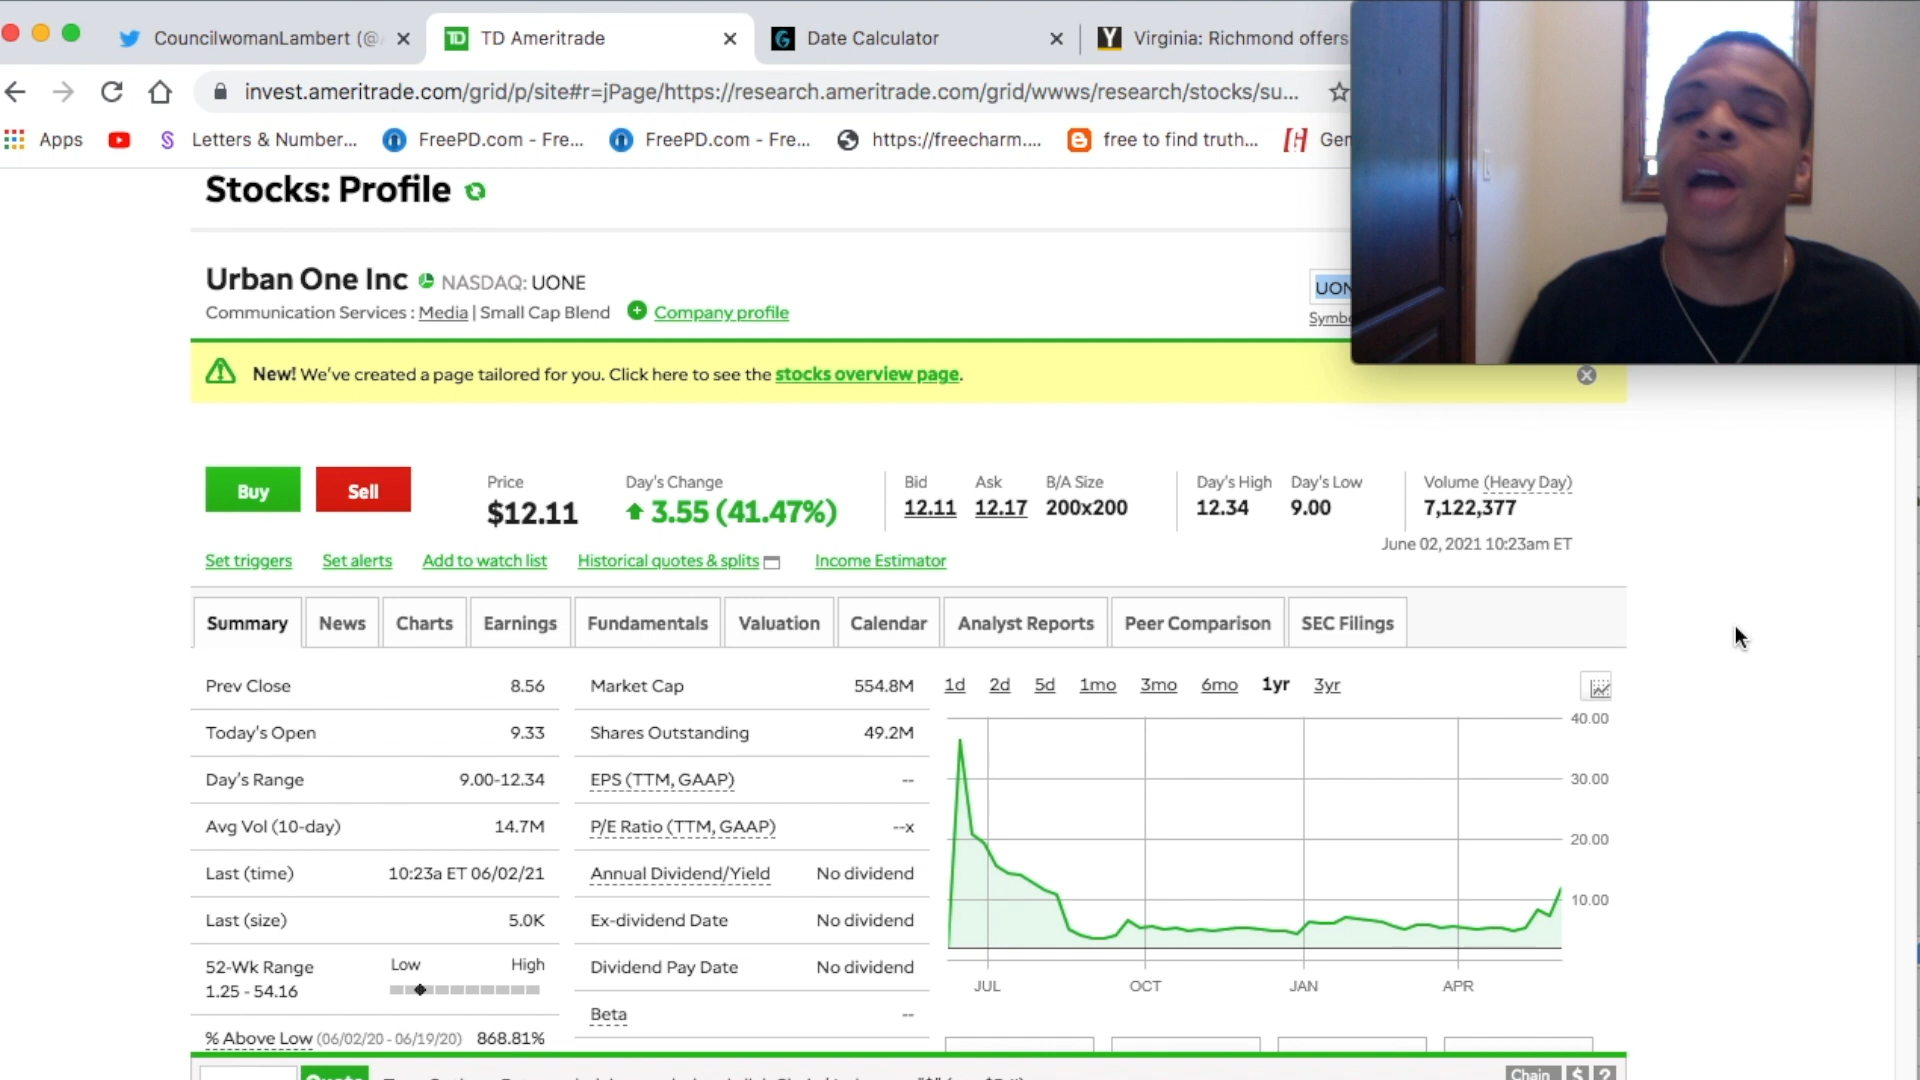 CouncilwomanLambert (@
TD Ameritrade
Date Calculator
Virginia: Richmond offers
invest.ameritrade.com/grid/p/site#r=jPage/https://research.ameritrade.com/grid/wwws/research/stocks/su...
Apps
Letters & Number...
FreePD.com - Fre...
FreePD.com - Fre...
https://freecharm....
free to find truth...
Gen
Stocks: Profile
Urban One Inc NASDAQ: UONE
UON
Communication Services : Media | Small Cap Blend Company profile
Symbo
New! We've created a page tailored for you. Click here to see the stocks overview page.
Buy
Sell
Price
Day's Change
Bid
Ask
B/A Size
Day's High
Day's Low
Volume (Heavy Day)
$12.11
3.55 (41.47%)
12.11
12.17
200x200
12.34
9.00
7,122,377
June 02, 2021 10:23am ET
Set triggers
Set alerts
Add to watch list
Historical quotes & splits
Income Estimator
Summary
News
Charts
Earnings
Fundamentals
Valuation
Calendar
Analyst Reports
Peer Comparison
SEC Filings
Prev Close 8.56
Today's Open 9.33
Day's Range 9.00-12.34
Avg Vol (10-day) 14.7M
Last (time) 10:23a ET 06/02/21
Last (size) 5.0K
52-Wk Range Low High
1.25 - 54.16
% Above Low (06/02/20 - 06/19/20) 868.81%
Market Cap 554.8M
Shares Outstanding 49.2M
EPS (TTM, GAAP) --
P/E Ratio (TTM, GAAP) --x
Annual Dividend/Yield No dividend
Ex-dividend Date No dividend
Dividend Pay Date No dividend
Beta --
1d 2d 5d 1mo 3mo 6mo 1yr 3yr
40.00
30.00
20.00
10.00
JUL OCT JAN APR
Quote
Chain $ ?